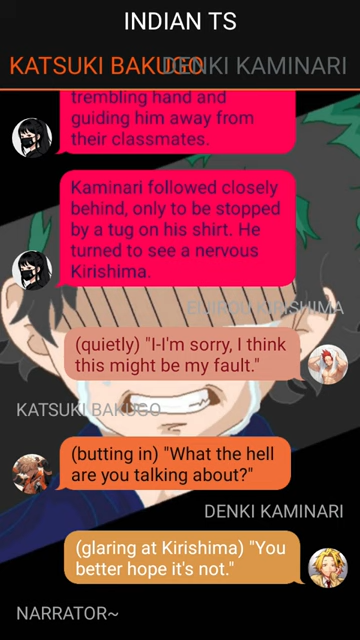 INDIAN TS
KATSUKI BAKUGO DENKI KAMINARI
trembling hand and
guiding him away from
their classmates.
Kaminari followed closely
behind, only to be stopped
by a tug on his shirt. He
turned to see a nervous
Kirishima.
EIJIROU KIRISHIMA
(quietly) "I-I'm sorry, I think
this might be my fault."
KATSUKI BAKUGO
(butting in) "What the hell
are you talking about?"
DENKI KAMINARI
(glaring at Kirishima) "You
better hope it's not."
NARRATOR~